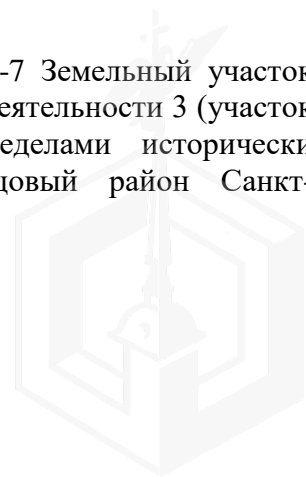 -7 Земельный участок
еятельности 3 (участок
еделами исторически
цовый район Санкт-